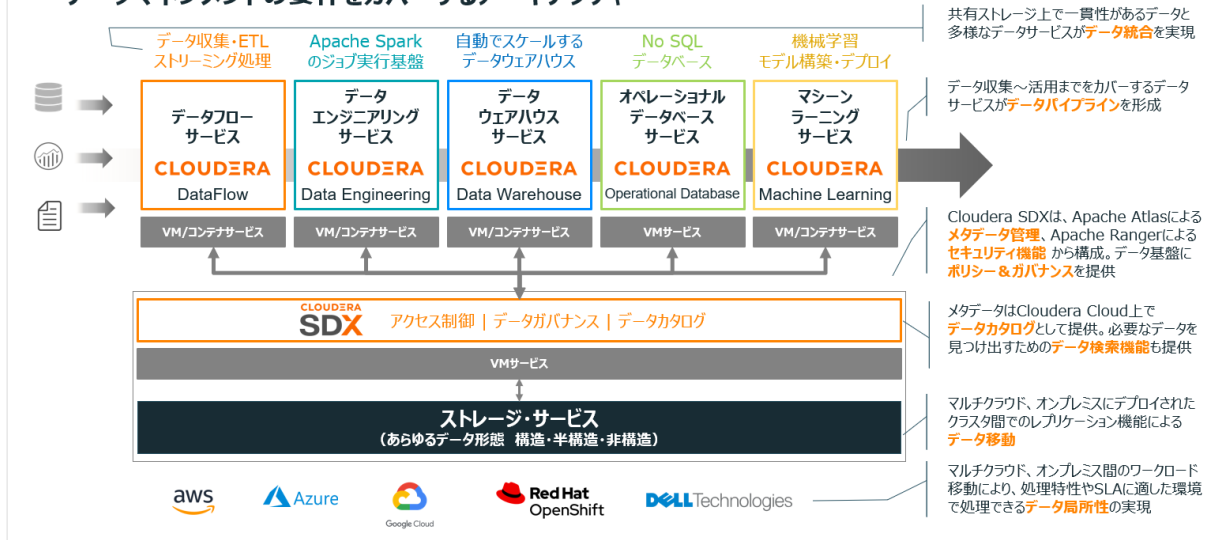 データマネジメントの要件をカバーするアーキテクチャ
データ収集・ETL
ストリーミング処理
Apache Spark
のジョブ実行基盤
自動でスケールする
データウェアハウス
No SQL
データベース
機械学習
モデル構築・デプロイ
データフロー
サービス
CLOUDERA
DataFlow
データ
エンジニアリング
サービス
CLOUDERA
Data Engineering
データ
ウェアハウス
サービス
CLOUDERA
Data Warehouse
オペレーショナル
データベース
サービス
CLOUDERA
Operational Database
マシーン
ラーニング
サービス
CLOUDERA
Machine Learning
VM/コンテナサービス
VM/コンテナサービス
VM/コンテナサービス
VMサービス
VM/コンテナサービス
CLOUDERA
SDX
アクセス制御 | データガバナンス | データカタログ
VMサービス
ストレージ・サービス
(あらゆるデータ形態 構造・半構造・非構造)
aws
Azure
Google Cloud
Red Hat
OpenShift
DELLTechnologies
共有ストレージ上で一貫性があるデータと
多様なデータサービスがデータ統合を実現
データ収集～活用までをカバーするデータ
サービスがデータパイプラインを形成
Cloudera SDXは、Apache Atlasによる
メタデータ管理、Apache Rangerによる
セキュリティ機能 から構成。データ基盤に
ポリシー＆ガバナンスを提供
メタデータはCloudera Cloud上で
データカタログとして提供。必要なデータを
見つけ出すためのデータ検索機能も提供
マルチクラウド、オンプレミスにデプロイされた
クラスタ間でのレプリケーション機能による
データ移動
マルチクラウド、オンプレミス間のワークロード
移動により、処理特性やSLAに適した環境
で処理できるデータ局所性の実現